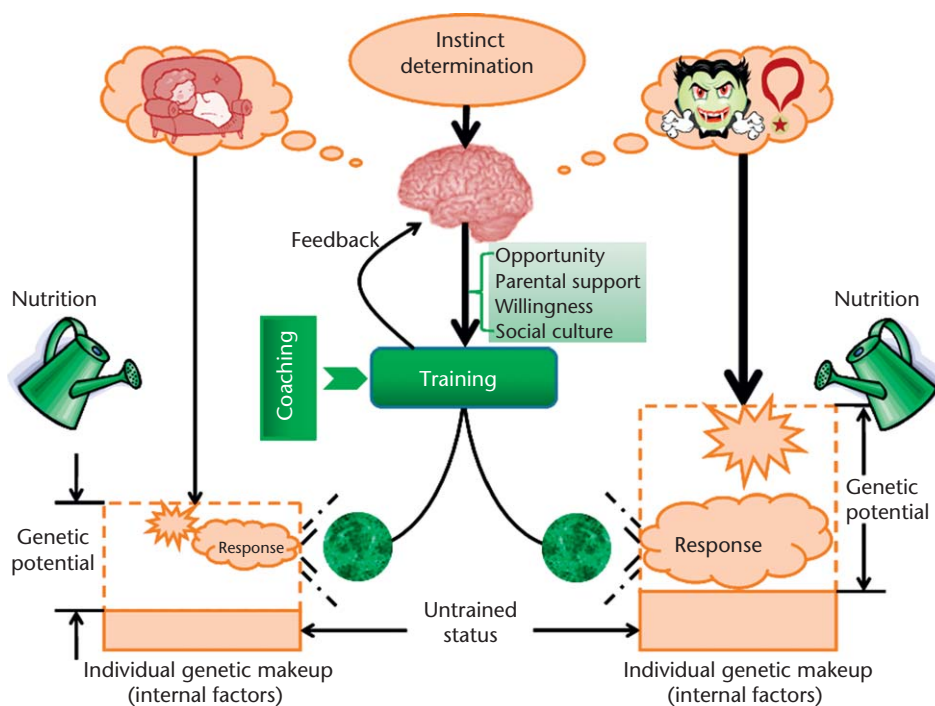 Instinct
determination
Feedback
Opportunity
Parental support
Willingness
Social culture
Nutrition
Nutrition
Coaching
Training
Genetic
potential
Response
Response
Genetic
potential
Untrained
status
Individual genetic makeup
(internal factors)
Individual genetic makeup
(internal factors)